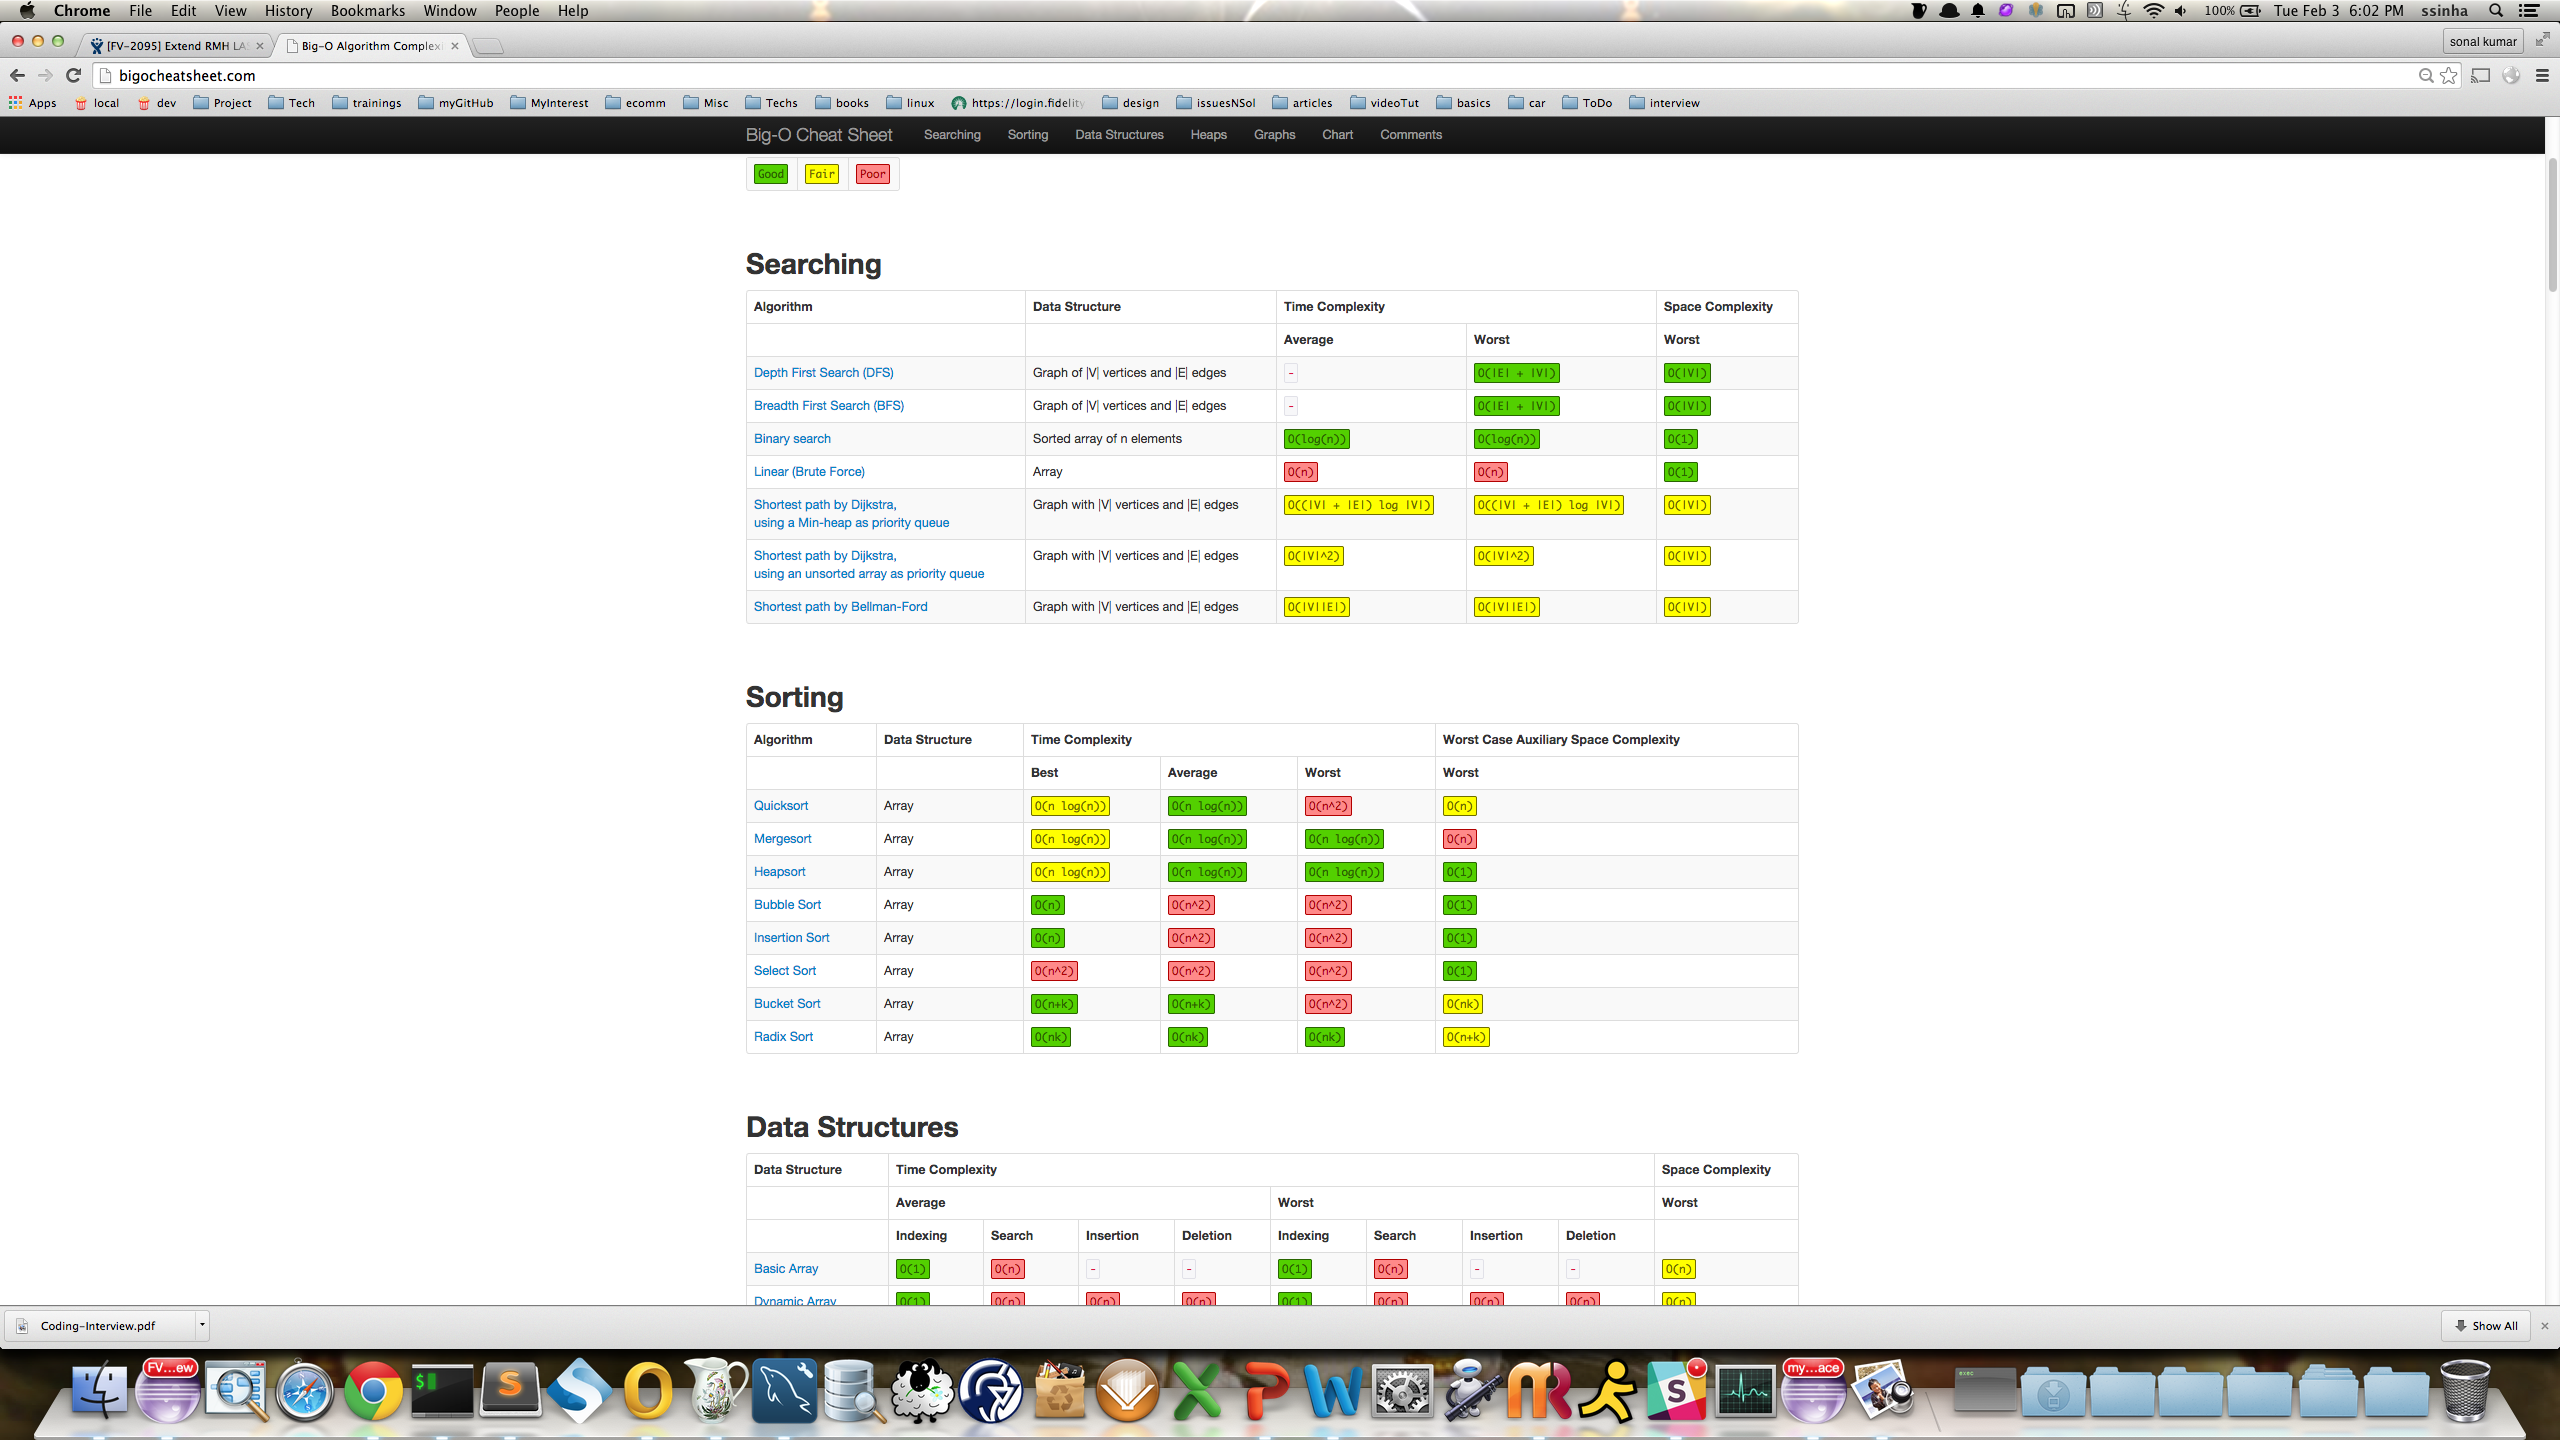 Chrome File Edit View History Bookmarks Window People Help 100% Tue Feb 3 6:02 PM ssinha
[FV-2095] Extend RMH LA Big-O Algorithm Complex sonal kumar
bigocheatsheet.com
Apps local dev Project Tech trainings myGitHub MyInterest ecomm Misc Techs books linux https://login.fidelity design issuesNSol articles videoTut basics car ToDo interview
Big-O Cheat Sheet Searching Sorting Data Structures Heaps Graphs Chart Comments
Good Fair Poor
Searching
Algorithm Data Structure Time Complexity Space Complexity
Average Worst Worst
Depth First Search (DFS) Graph of |V| vertices and |E| edges - O(|E| + |V|) O(|V|)
Breadth First Search (BFS) Graph of |V| vertices and |E| edges - O(|E| + |V|) O(|V|)
Binary search Sorted array of n elements O(log(n)) O(log(n)) O(1)
Linear (Brute Force) Array O(n) O(n) O(1)
Shortest path by Dijkstra, Graph with |V| vertices and |E| edges O((|V| + |E|) log |V|) O((|V| + |E|) log |V|) O(|V|)
using a Min-heap as priority queue
Shortest path by Dijkstra, Graph with |V| vertices and |E| edges O(|V|^2) O(|V|^2) O(|V|)
using an unsorted array as priority queue
Shortest path by Bellman-Ford Graph with |V| vertices and |E| edges O(|V||E|) O(|V||E|) O(|V|)
Sorting
Algorithm Data Structure Time Complexity Worst Case Auxiliary Space Complexity
Best Average Worst Worst
Quicksort Array O(n log(n)) O(n log(n)) O(n^2) O(n)
Mergesort Array O(n log(n)) O(n log(n)) O(n log(n)) O(n)
Heapsort Array O(n log(n)) O(n log(n)) O(n log(n)) O(1)
Bubble Sort Array O(n) O(n^2) O(n^2) O(1)
Insertion Sort Array O(n) O(n^2) O(n^2) O(1)
Select Sort Array O(n^2) O(n^2) O(n^2) O(1)
Bucket Sort Array O(n+k) O(n+k) O(n^2) O(nk)
Radix Sort Array O(nk) O(nk) O(nk) O(n+k)
Data Structures
Data Structure Time Complexity Space Complexity
Average Worst Worst
Indexing Search Insertion Deletion Indexing Search Insertion Deletion
Basic Array O(1) O(n) - - O(1) O(n) - - O(n)
Dynamic Array O(1) O(n) O(n) O(n) O(1) O(n) O(n) O(n) O(n)
Coding-Interview.pdf Show All
FV...ew my...ace
exec